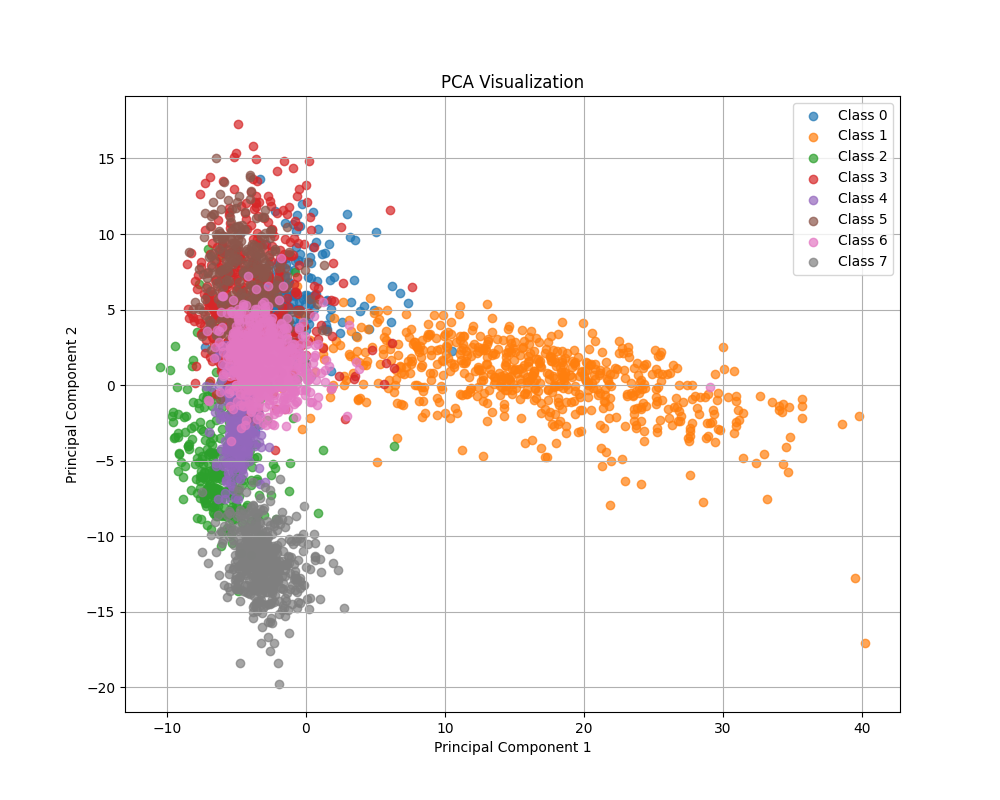 PCA Visualization
Class 0
Class 1
Class 2
Class 3
Class 4
Class 5
Class 6
Class 7
Principal Component 2
15
10
5
0
−5
−10
−15
−20
−10
0
10
20
30
40
Principal Component 1